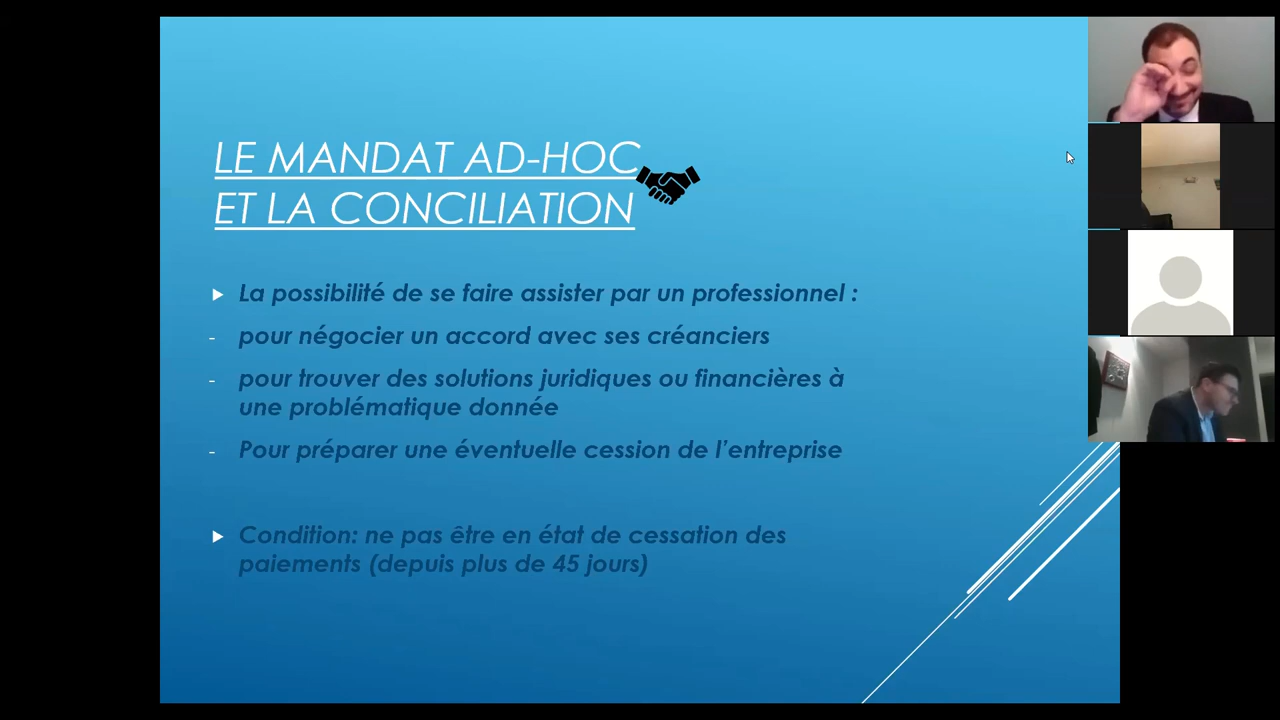 LE MANDAT AD-HOC
ET LA CONCILIATION
La possibilité de se faire assister par un professionnel :
- pour négocier un accord avec ses créanciers
- pour trouver des solutions juridiques ou financières à
une problématique donnée
- Pour préparer une éventuelle cession de l’entreprise
Condition: ne pas être en état de cessation des
paiements (depuis plus de 45 jours)